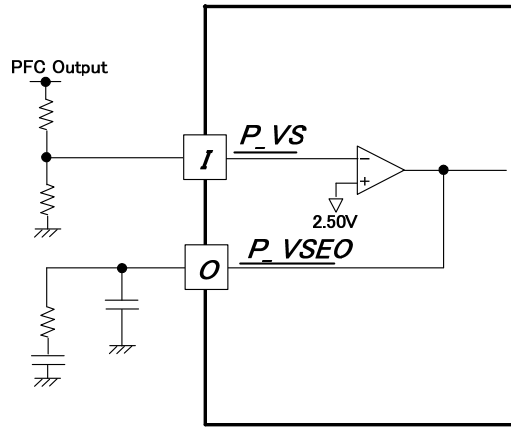 PFC Output
I
P_VS
−
+
2.50V
O
P_VSEO